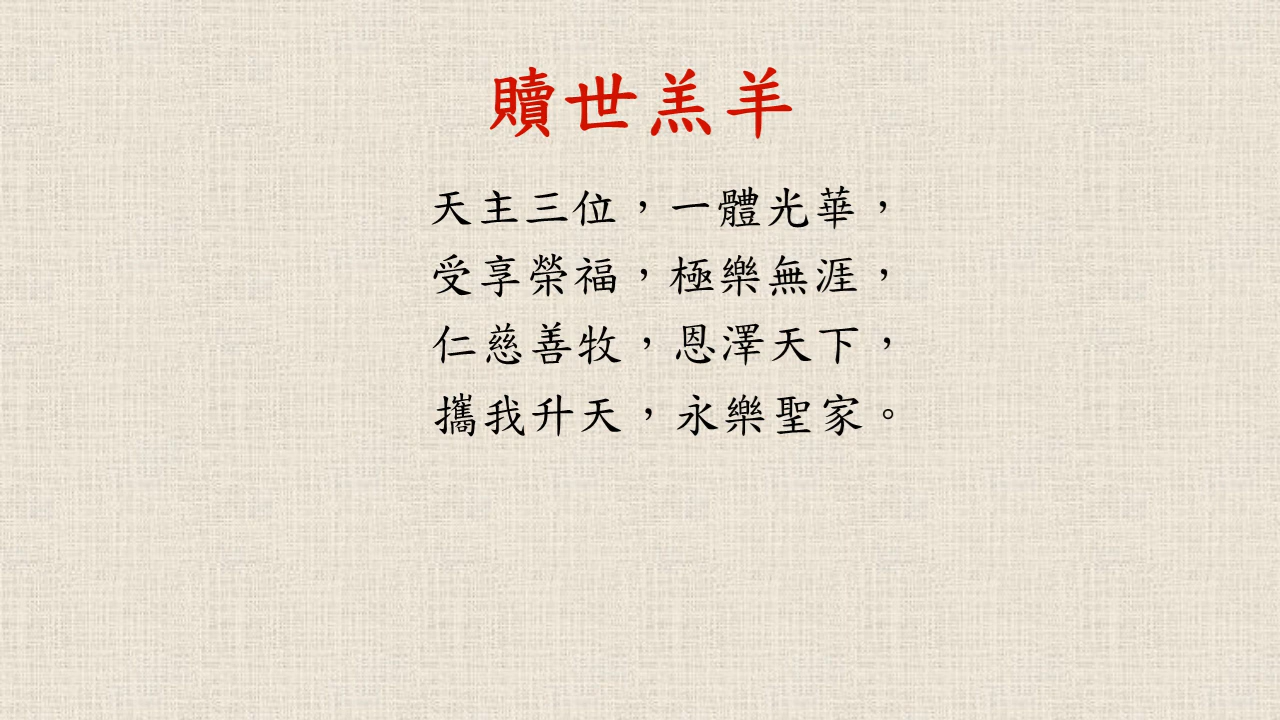 贖世羔羊
天主三位，一體光華，
受享榮福，極樂無涯，
仁慈善牧，恩澤天下，
攜我升天，永樂聖家。